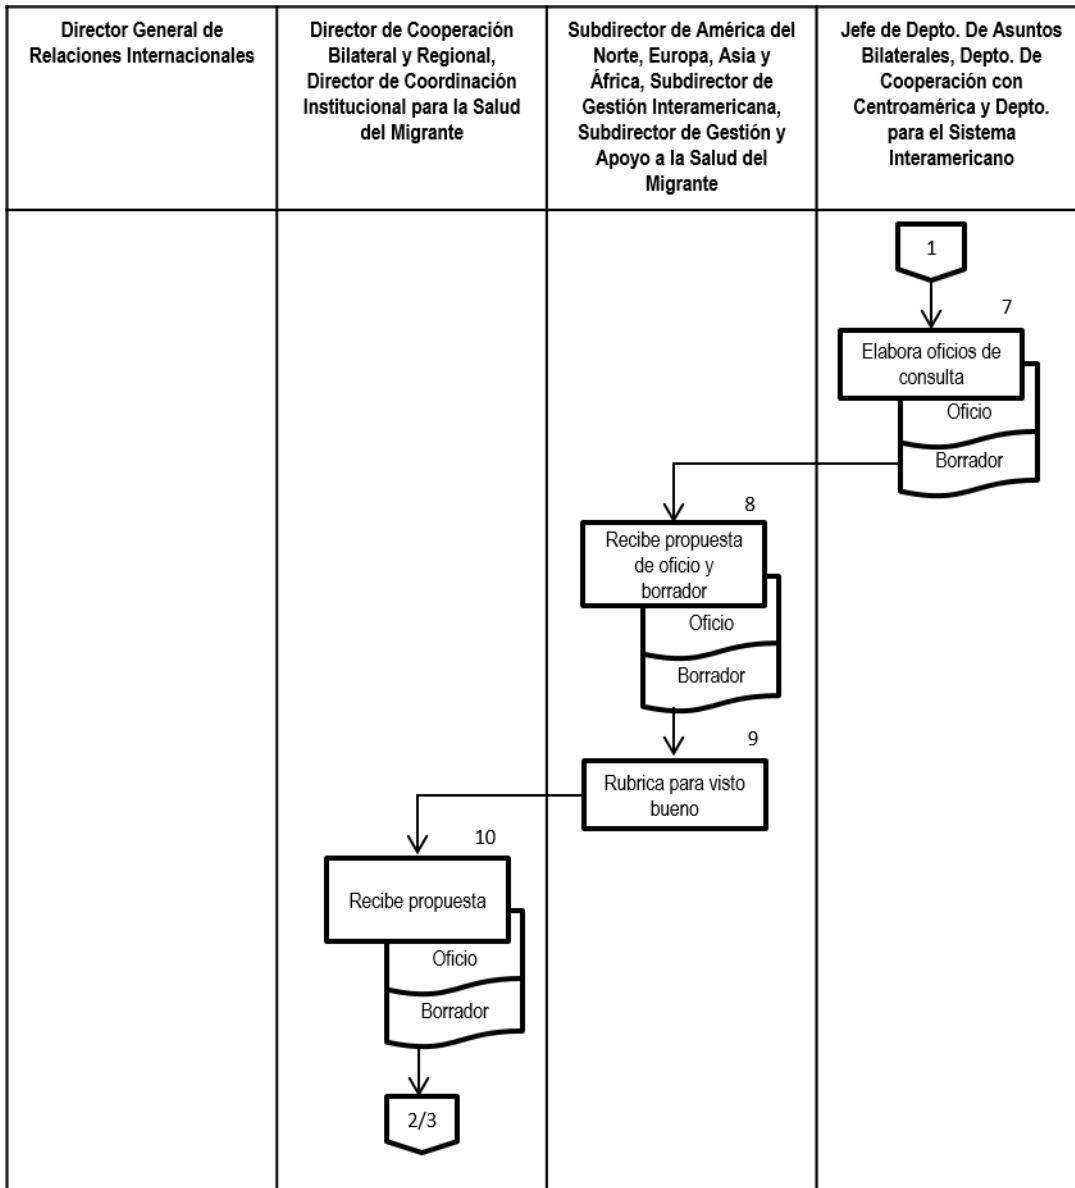 Director General de
Relaciones Internacionales
Director de Cooperación
Bilateral y Regional,
Director de Coordinación
Institucional para la Salud
del Migrante
Subdirector de América del
Norte, Europa, Asia y
África, Subdirector de
Gestión Interamericana,
Subdirector de Gestión y
Apoyo a la Salud del
Migrante
Jefe de Depto. De Asuntos
Bilaterales, Depto. De
Cooperación con
Centroamérica y Depto.
para el Sistema
Interamericano
1
7
Elabora oficios de
consulta
Oficio
Borrador
8
Recibe propuesta
de oficio y
borrador
Oficio
Borrador
9
Rubrica para visto
bueno
10
Recibe propuesta
Oficio
Borrador
2/3